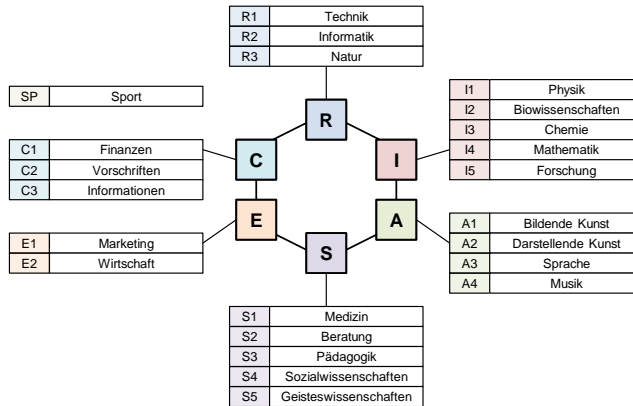 R1 Technik
R2 Informatik
R3 Natur
SP Sport
R
I1 Physik
I2 Biowissenschaften
I3 Chemie
I4 Mathematik
I5 Forschung
C1 Finanzen
C2 Vorschriften
C3 Informationen
C
I
E
A
E1 Marketing
E2 Wirtschaft
S
A1 Bildende Kunst
A2 Darstellende Kunst
A3 Sprache
A4 Musik
S1 Medizin
S2 Beratung
S3 Pädagogik
S4 Sozialwissenschaften
S5 Geisteswissenschaften